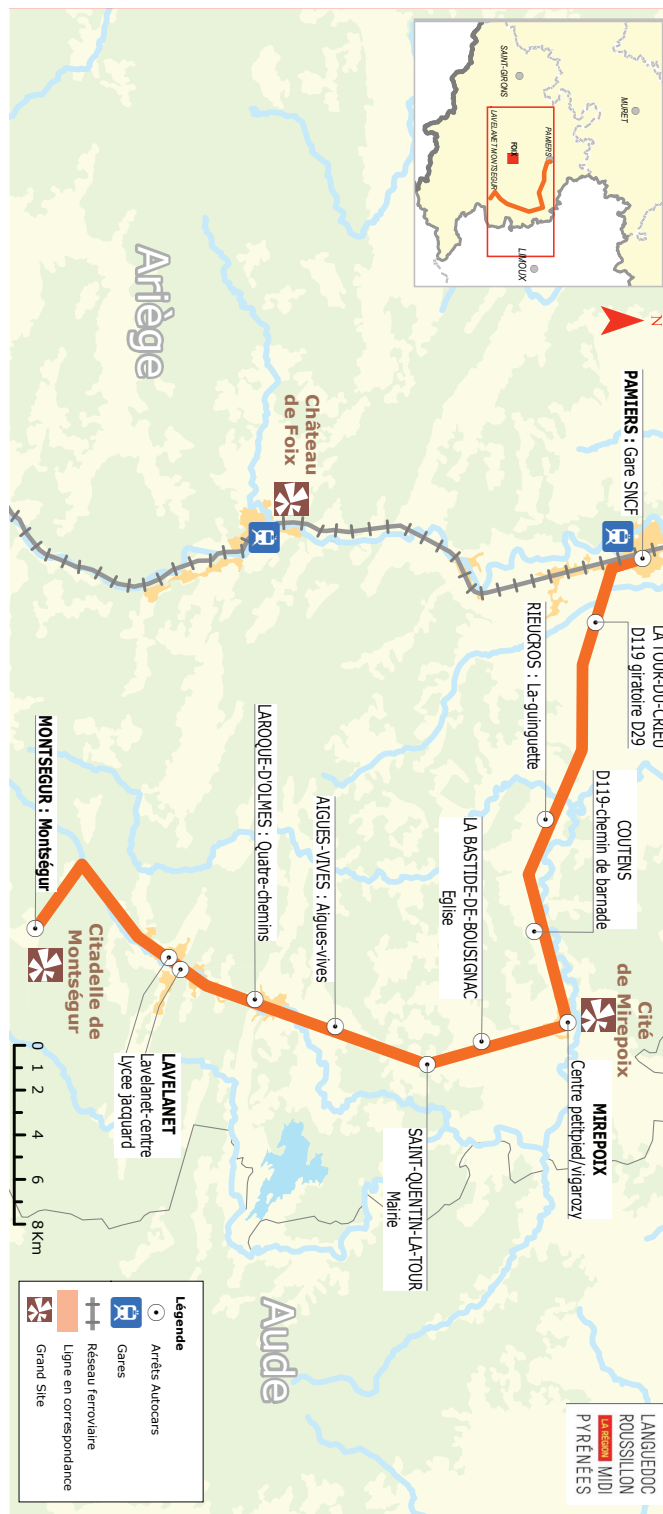 SAINT-GIRONS
MURET
PAMIERS
FOIX
LAVELANET MONTSEGUR
LIMOUX
N
Ariège
Château
de Foix
PAMIERS : Gare SNCF
LA TOUR-DU-CRIEU
D119 giratoire D29
RIEUCROS : La-guinguette
COUTENS
D119-chemin de barnade
Cité
de Mirepoix
MIREPOIX
Centre petitpied/vigarozy
LA BASTIDE-DE-BOUSIGNAC
Eglise
SAINT-QUENTIN-LA-TOUR
Mairie
AIGUES-VIVES : Aigues-vives
LAROQUE-D'OLMES : Quatre-chemins
LAVELANET
Lavelanet-centre
Lycee jacquard
MONTSEGUR : Montségur
Citadelle de
Montségur
0 1 2 4 6 8Km
Aude
Légende
Arrêts Autocars
Gares
Réseau ferroviaire
Ligne en correspondance
Grand Site
LANGUEDOC
ROUSSILLON
LA RÉGION MIDI
PYRÉNÉES